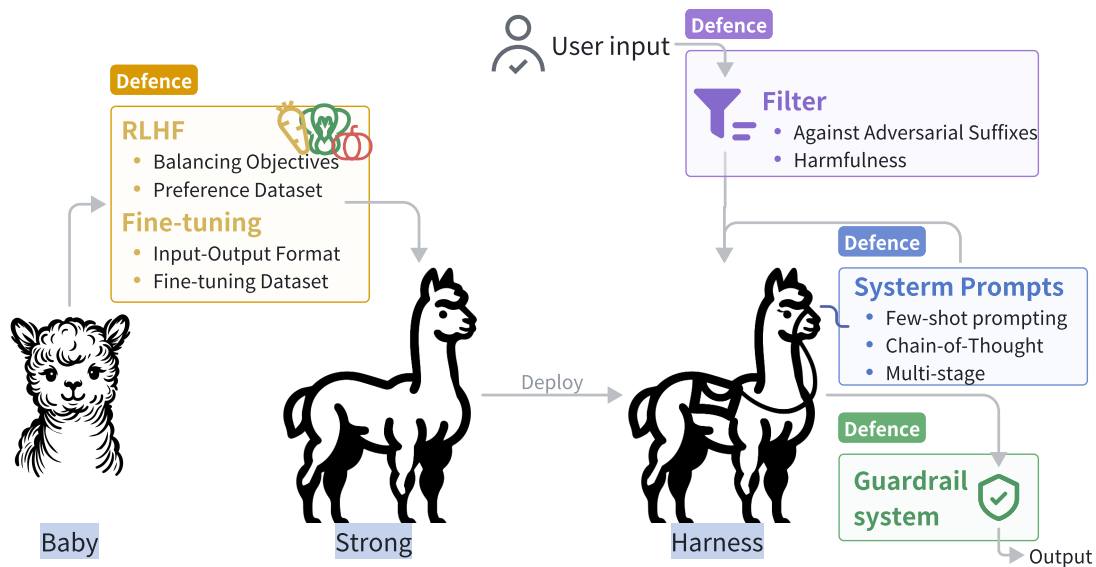 Defence
User input
Defence
Filter
• Against Adversarial Suffixes
• Harmfulness
RLHF
• Balancing Objectives
• Preference Dataset
Fine-tuning
• Input-Output Format
• Fine-tuning Dataset
Defence
Systerm Prompts
• Few-shot prompting
• Chain-of-Thought
• Multi-stage
Deploy
Defence
Guardrail
system
Baby
Strong
Harness
Output